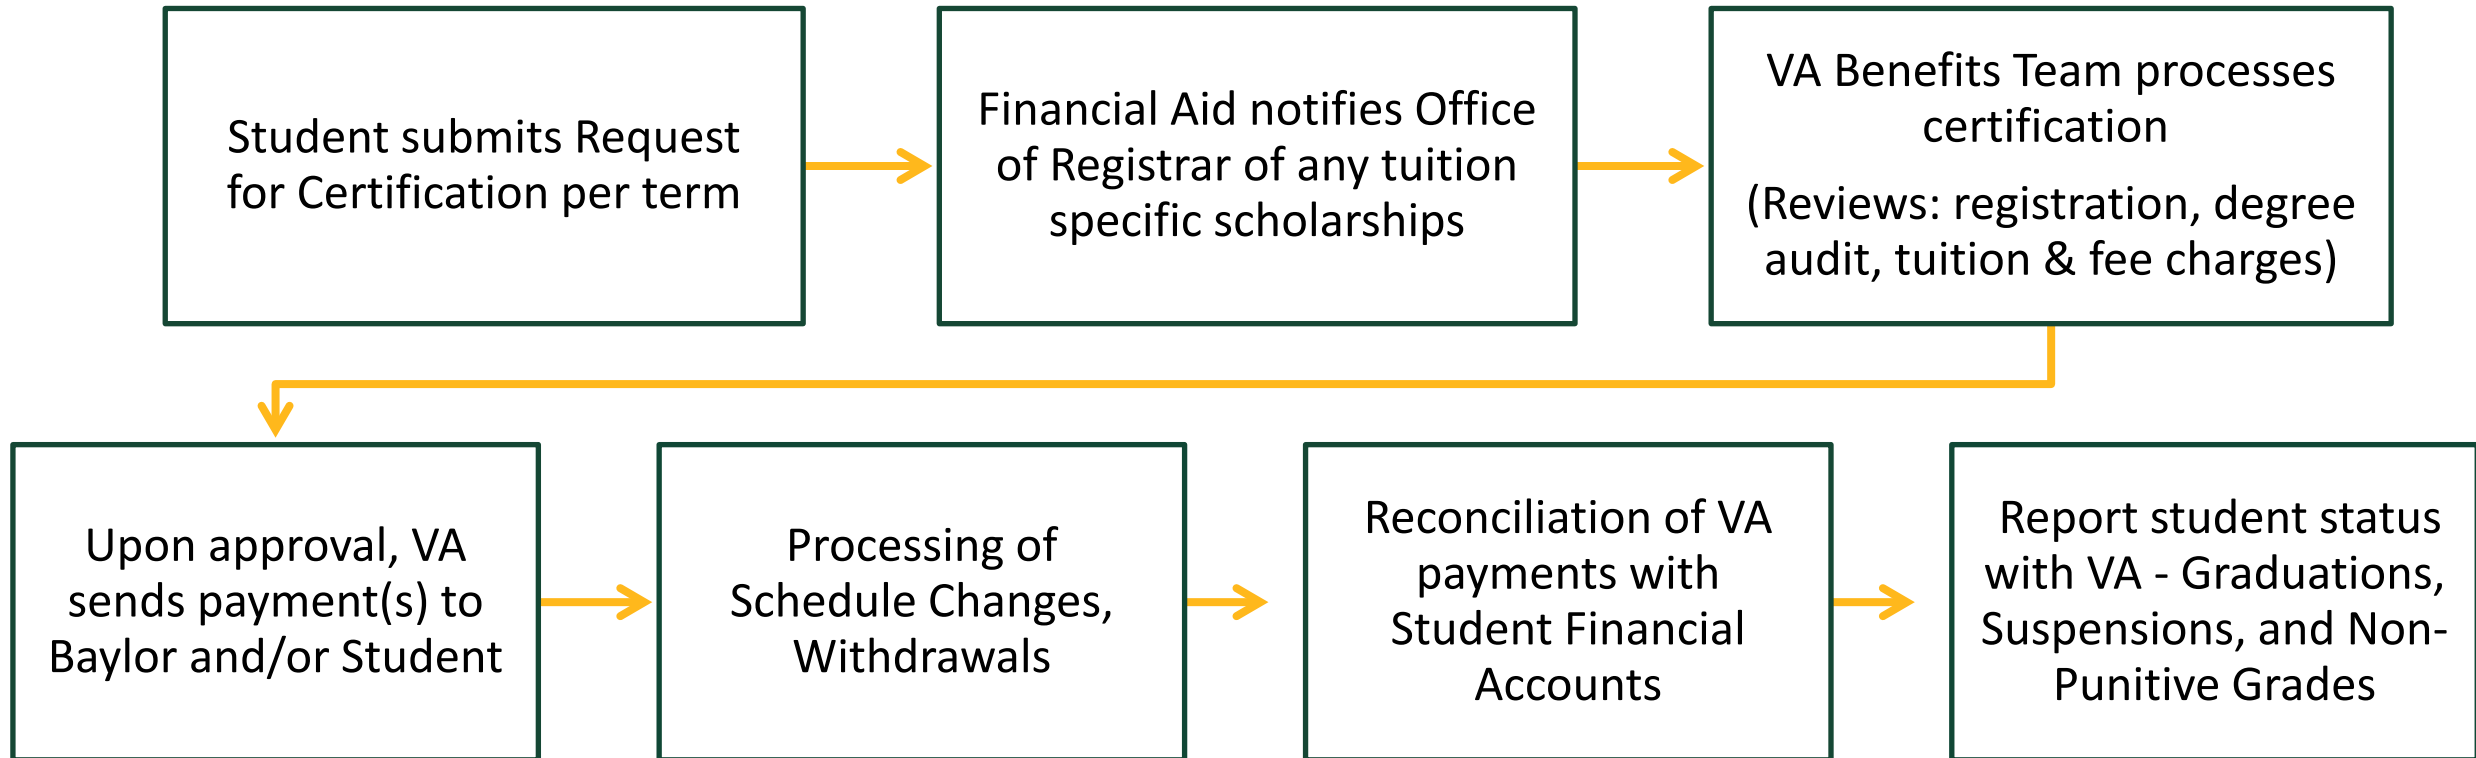 Student submits Request
for Certification per term
Financial Aid notifies Office
of Registrar of any tuition
specific scholarships
VA Benefits Team processes
certification
(Reviews: registration, degree
audit, tuition & fee charges)
Upon approval, VA
sends payment(s) to
Baylor and/or Student
Processing of
Schedule Changes,
Withdrawals
Reconciliation of VA
payments with
Student Financial
Accounts
Report student status
with VA - Graduations,
Suspensions, and Non-
Punitive Grades